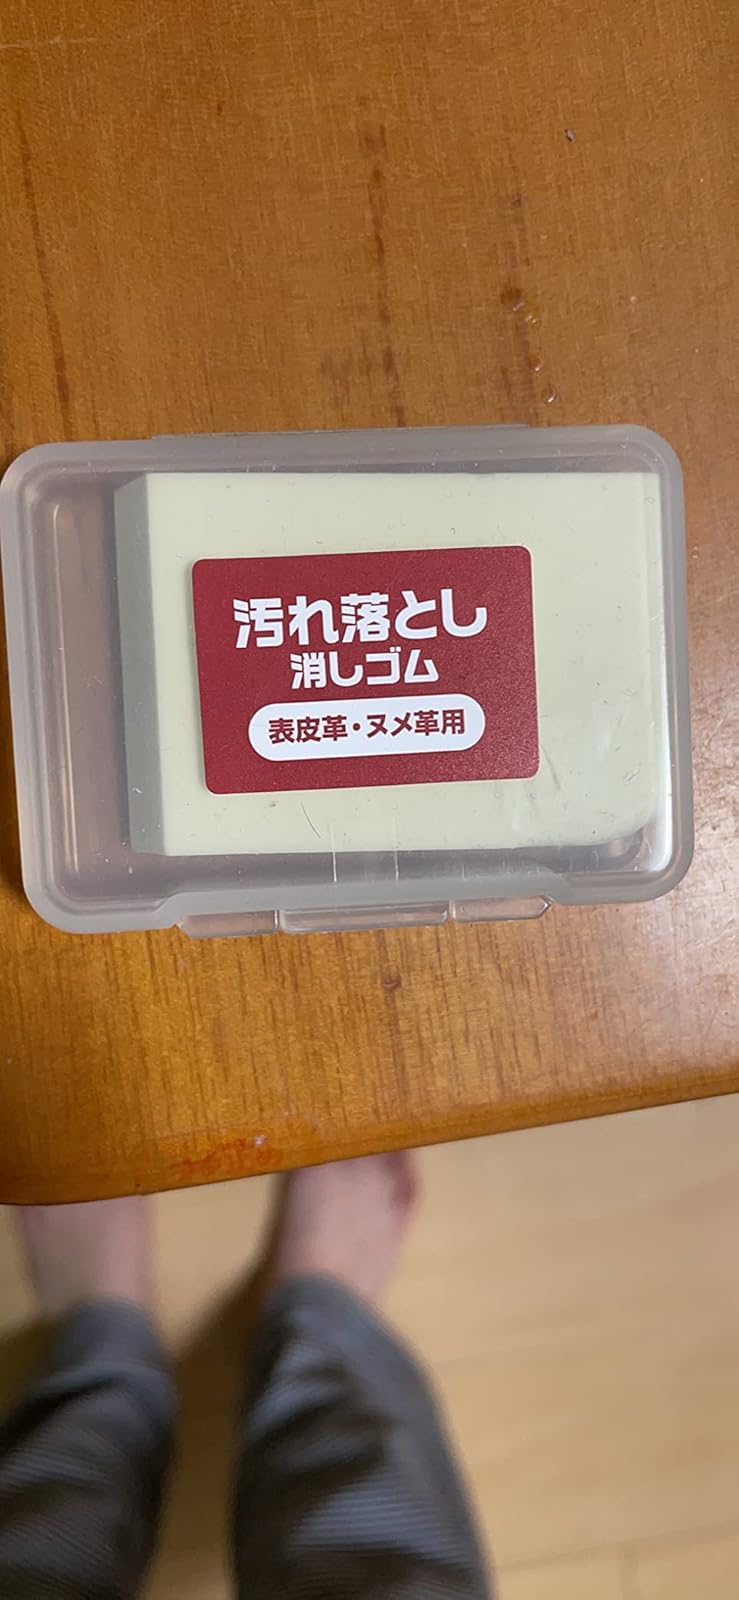 汚れ落とし
消しゴム
表皮革・ヌメ革用